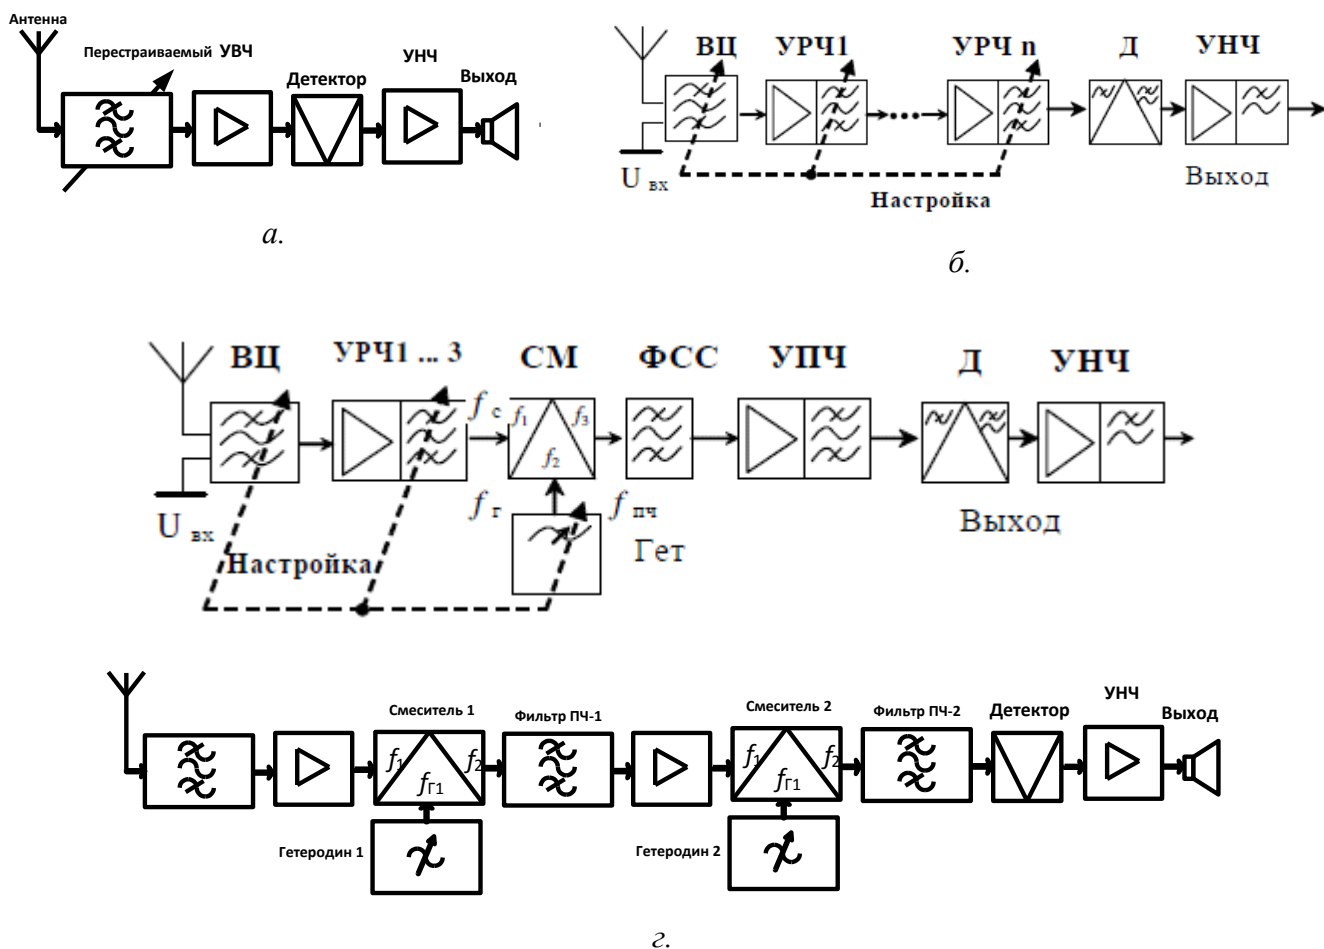 Антенна
Перестраиваемый УВЧ
Детектор
УНЧ
Выход
а.
ВЦ УРЧ1 УРЧ n Д УНЧ
U вх
Настройка
Выход
б.
ВЦ УРЧ1 ... 3 СМ ФСС УПЧ Д УНЧ
f с f1 f3
f2
f г f пч
U вх
Гет
Выход
Настройка
Смеситель 1 Фильтр ПЧ-1 Смеситель 2 Фильтр ПЧ-2 Детектор УНЧ Выход
f1 f2 f1 f2
fГ1 fГ1
Гетеродин 1 Гетеродин 2
г.